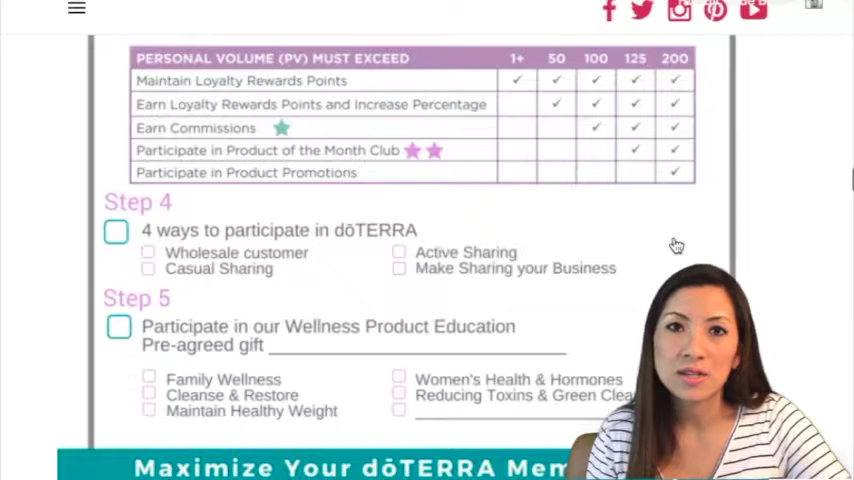 PERSONAL VOLUME (PV) MUST EXCEED 1+ 50 100 125 200
Maintain Loyalty Rewards Points ✓ ✓ ✓ ✓ ✓
Earn Loyalty Rewards Points and Increase Percentage ✓ ✓ ✓ ✓
Earn Commissions ✓ ✓ ✓
Participate in Product of the Month Club ✓ ✓
Participate in Product Promotions ✓
Step 4
4 ways to participate in dōTERRA
Wholesale customer Active Sharing
Casual Sharing Make Sharing your Business
Step 5
Participate in our Wellness Product Education
Pre-agreed gift
Family Wellness Women's Health & Hormones
Cleanse & Restore Reducing Toxins & Green Clea
Maintain Healthy Weight
Maximize Your dōTERRA Mem